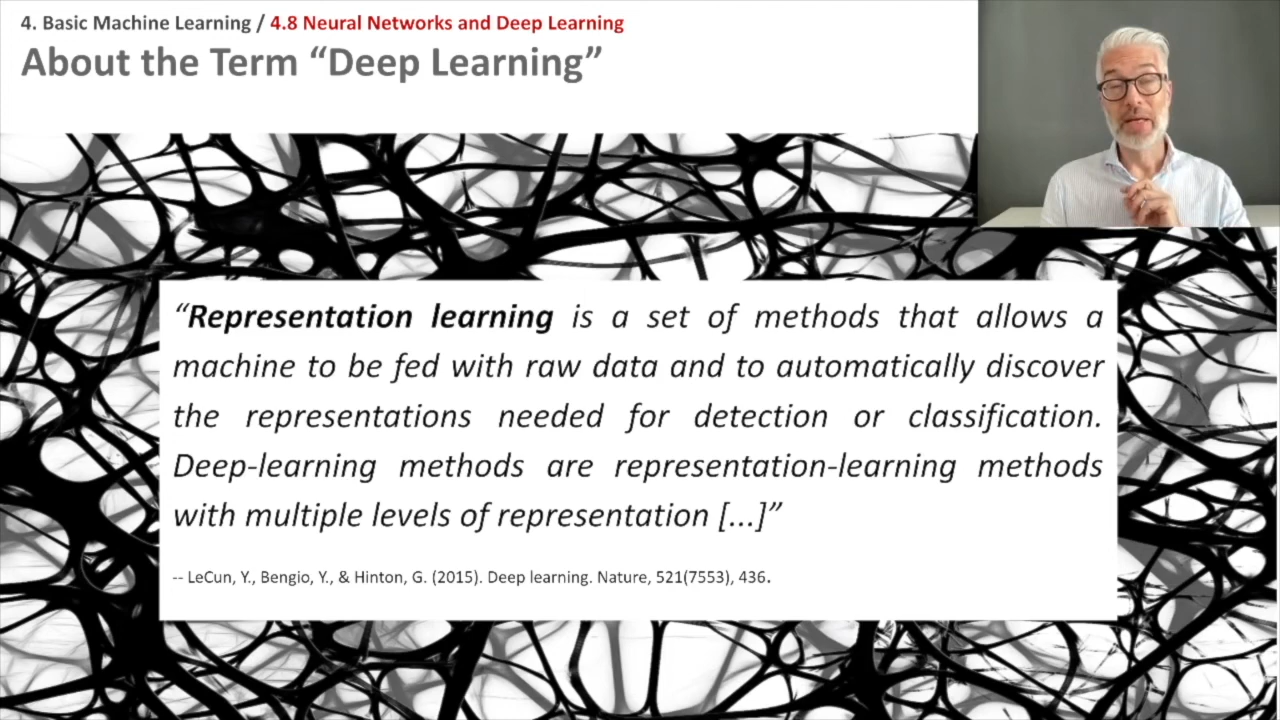 4. Basic Machine Learning / 4.8 Neural Networks and Deep Learning
About the Term “Deep Learning”
“Representation learning is a set of methods that allows a
machine to be fed with raw data and to automatically discover
the representations needed for detection or classification.
Deep-learning methods are representation-learning methods
with multiple levels of representation [...]”
-- LeCun, Y., Bengio, Y., & Hinton, G. (2015). Deep learning. Nature, 521(7553), 436.